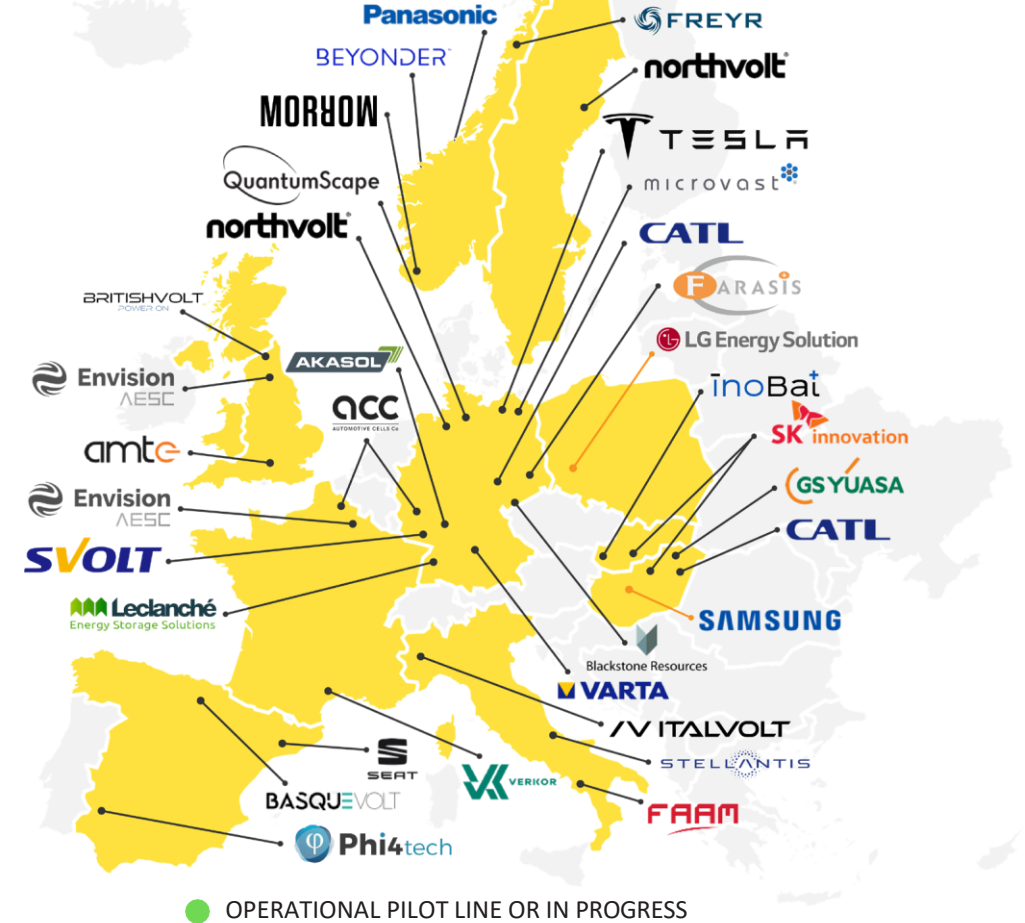 Panasonic
FREYR
BEYONDER
northvolt
MORROW
TESLA
microvast
QuantumScape
northvolt
CATL
FARASIS
BRITISHVOLT
POWER ON
LG Energy Solution
AKASOL
Envision
AESC
inoBat
acc
AUTOMOTIVE CELLS Co
SK innovation
amte
GS YUASA
Envision
AESC
CATL
SVOLT
Leclanché
Energy Storage Solutions
SAMSUNG
Blackstone Resources
VARTA
ITALVOLT
SEAT
STELLANTIS
VERKOR
BASQUEVOLT
FAAM
Phi4tech
OPERATIONAL PILOT LINE OR IN PROGRESS